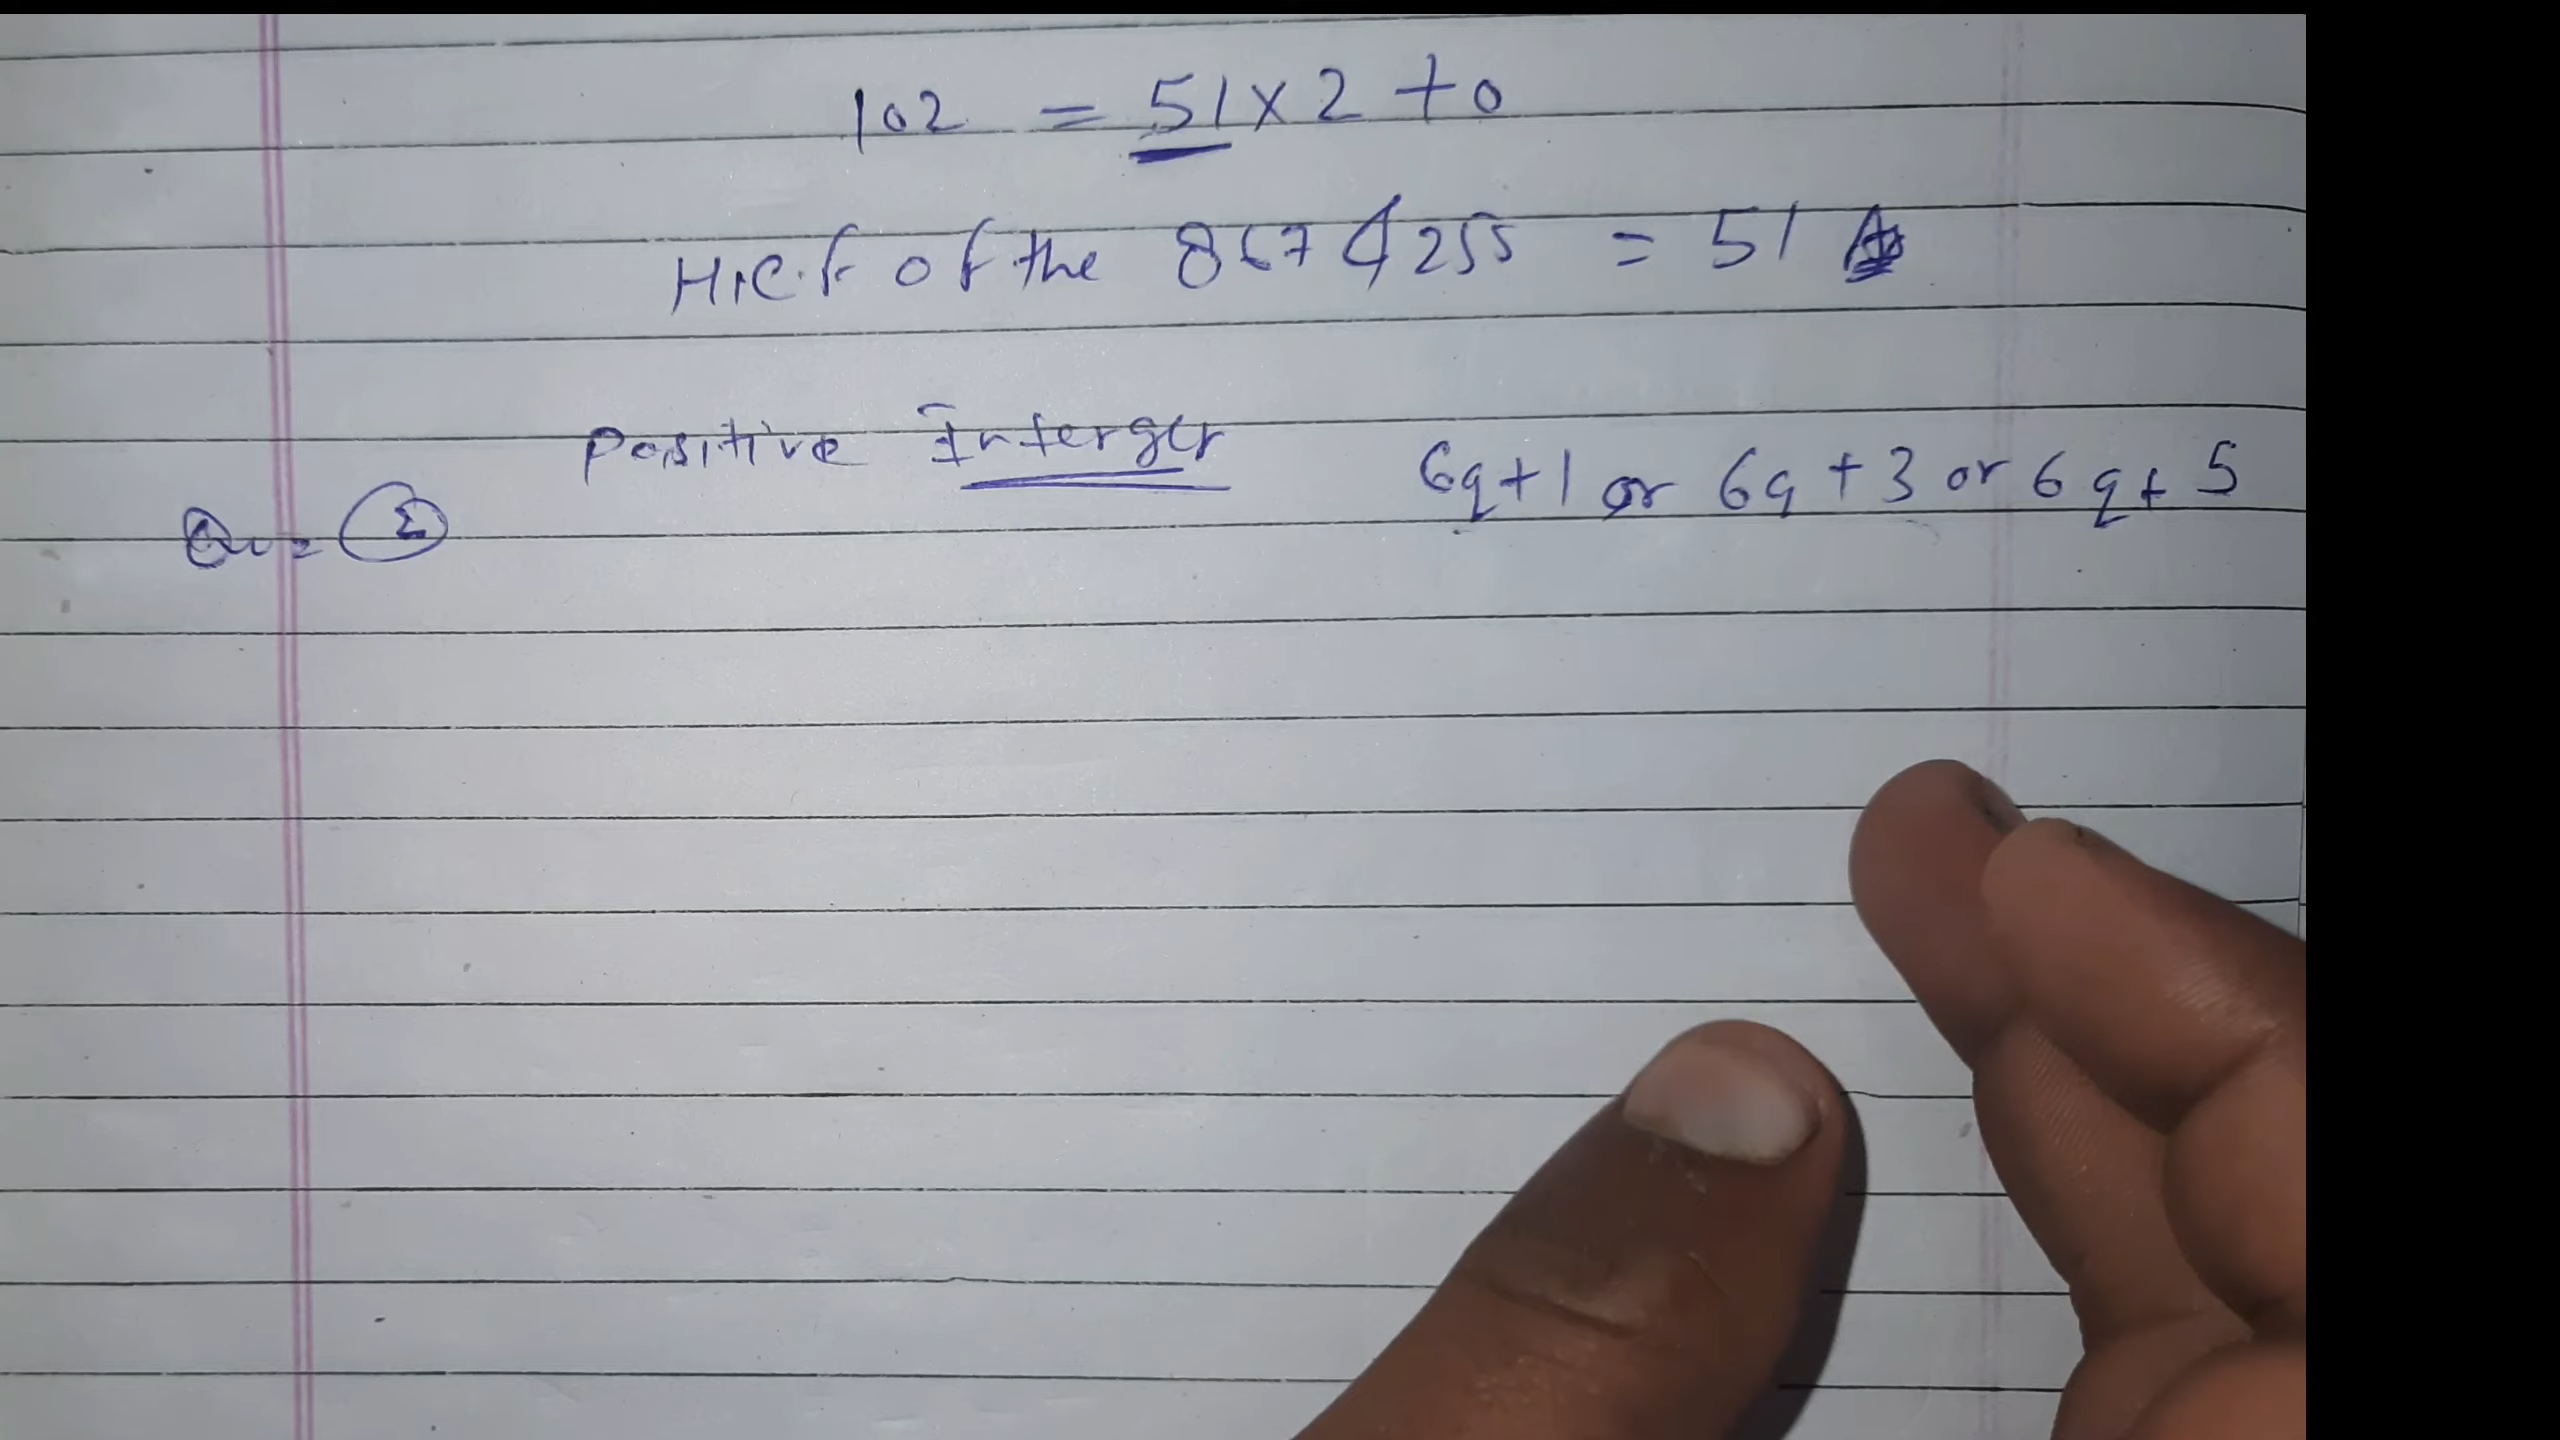 102 = 51 x 2 + 0
H.C.F of the 867 & 255 = 51
Positive Interger 6q+1 or 6q+3 or 6q+5
Qu = 2